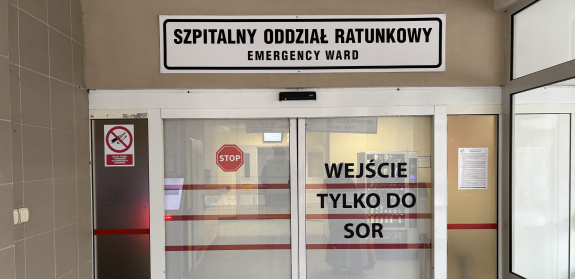 SZPITALNY ODDZIAŁ RATUNKOWY
EMERGENCY WARD
STOP
WEJŚCIE
TYLKO DO
SOR